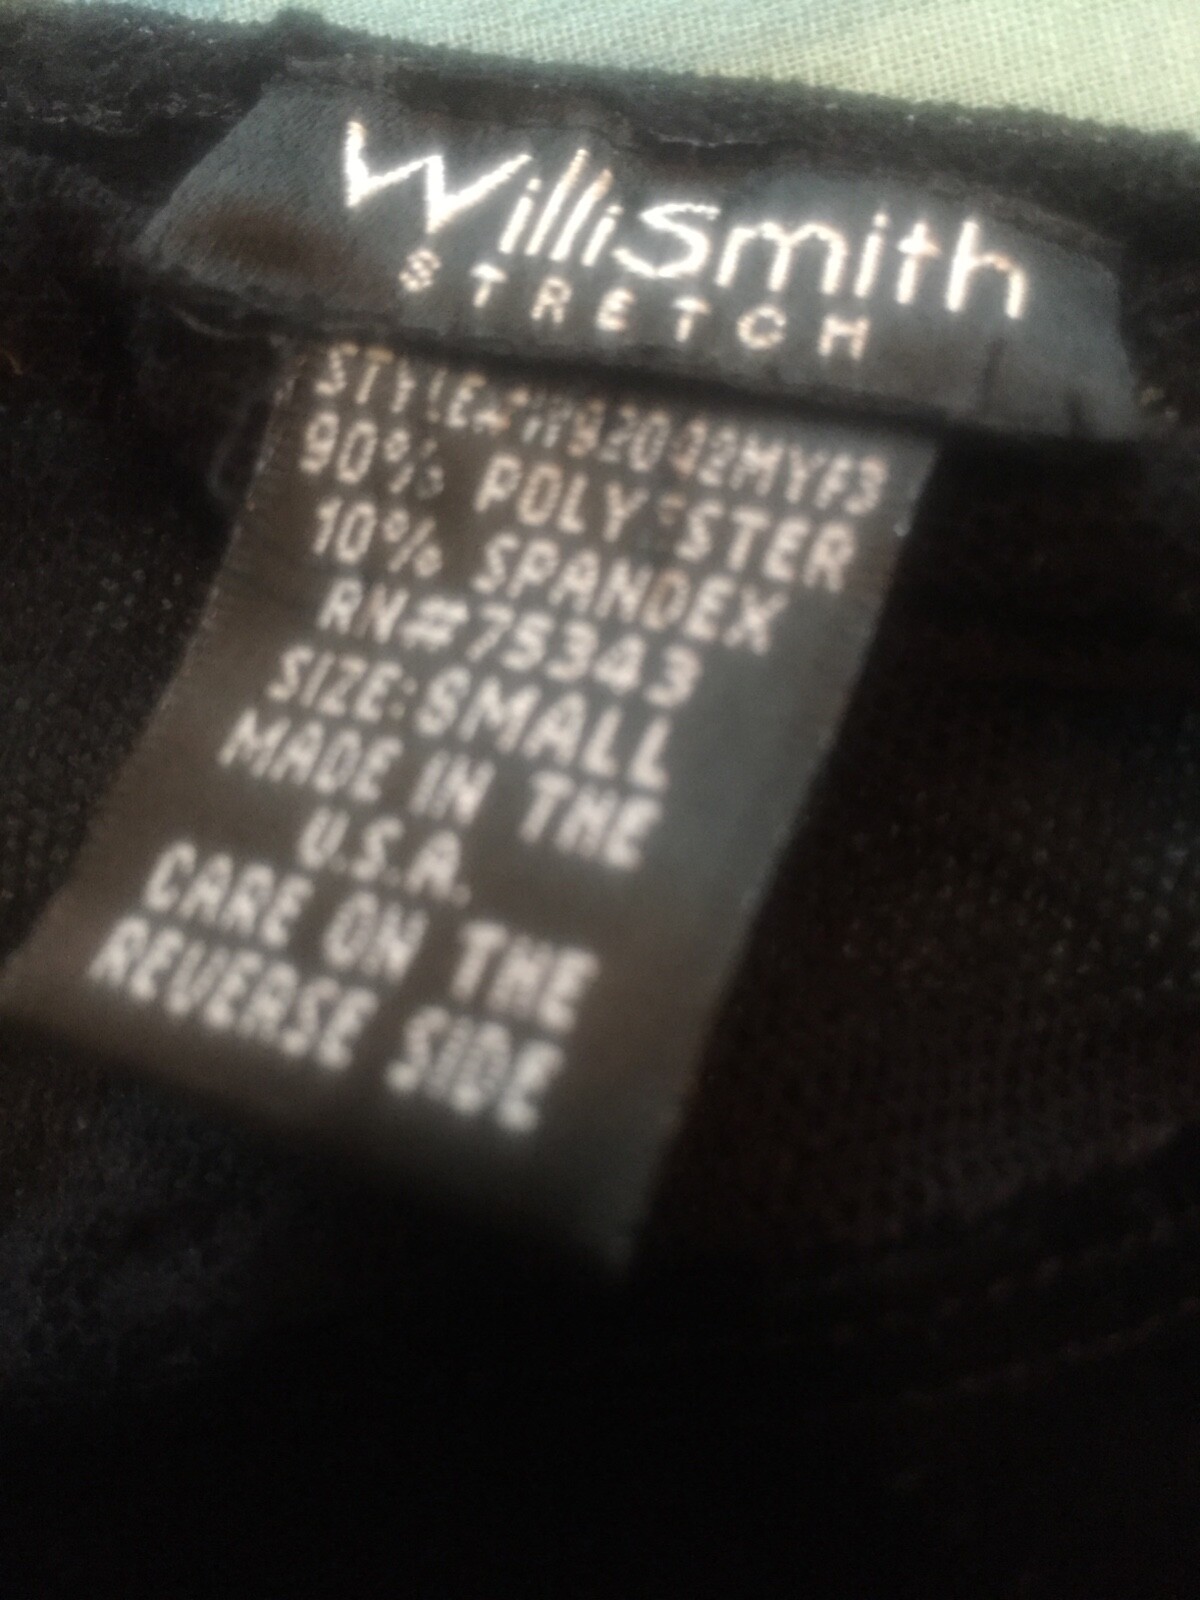 WilliSmith
STRETCH
90% POLYESTER
10% SPANDEX
RN#75343
SIZE: SMALL
MADE IN THE
U.S.A.
CARE ON THE
REVERSE SIDE